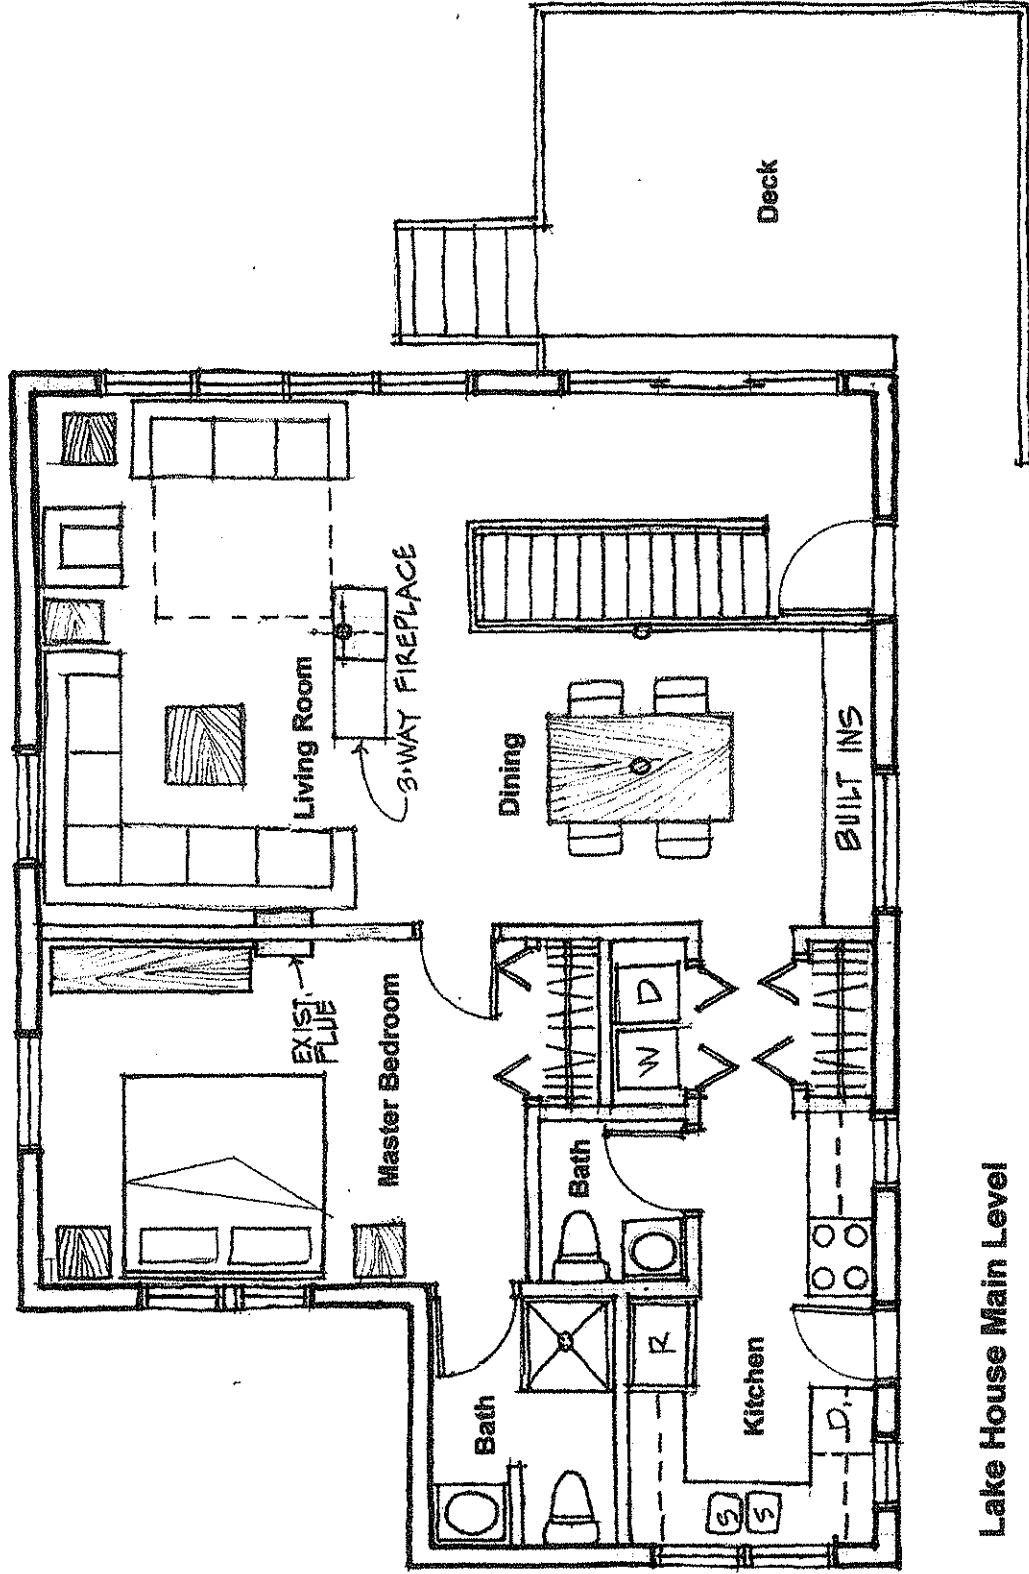 Deck
Living Room
3-WAY FIREPLACE
Dining
BUILT INS
EXIST.
FLUE
Master Bedroom
W
D
Bath
Bath
R
Kitchen
S
S
D.
Lake House Main Level